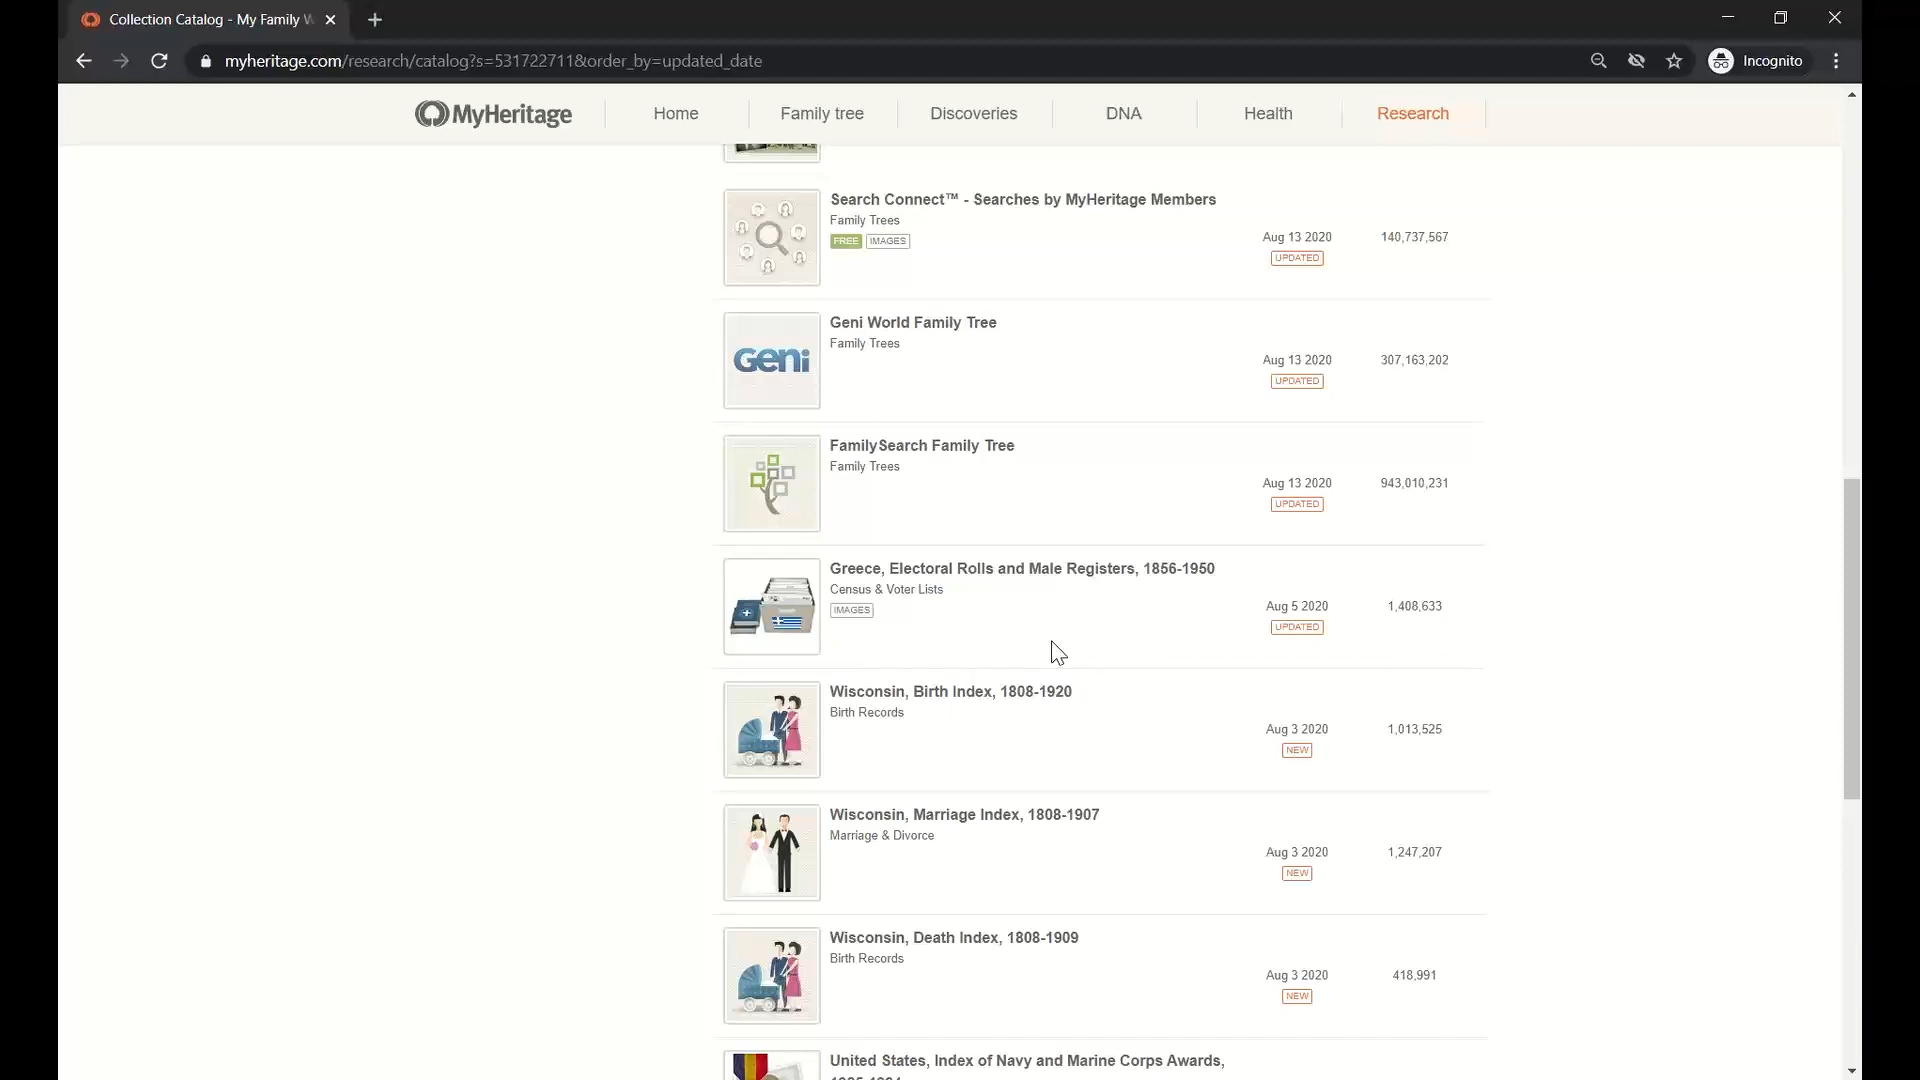 Collection Catalog - My Family W
myheritage.com/research/catalog?s=531722711&order_by=updated_date
Incognito
MyHeritage
Home
Family tree
Discoveries
DNA
Health
Research
Search Connect™ - Searches by MyHeritage Members
Family Trees
FREE IMAGES
Aug 13 2020
140,737,567
UPDATED
Geni World Family Tree
Family Trees
Geni
Aug 13 2020
307,163,202
UPDATED
FamilySearch Family Tree
Family Trees
Aug 13 2020
943,010,231
UPDATED
Greece, Electoral Rolls and Male Registers, 1856-1950
Census & Voter Lists
IMAGES
Aug 5 2020
1,408,633
UPDATED
Wisconsin, Birth Index, 1808-1920
Birth Records
Aug 3 2020
1,013,525
NEW
Wisconsin, Marriage Index, 1808-1907
Marriage & Divorce
Aug 3 2020
1,247,207
NEW
Wisconsin, Death Index, 1808-1909
Birth Records
Aug 3 2020
418,991
NEW
United States, Index of Navy and Marine Corps Awards,